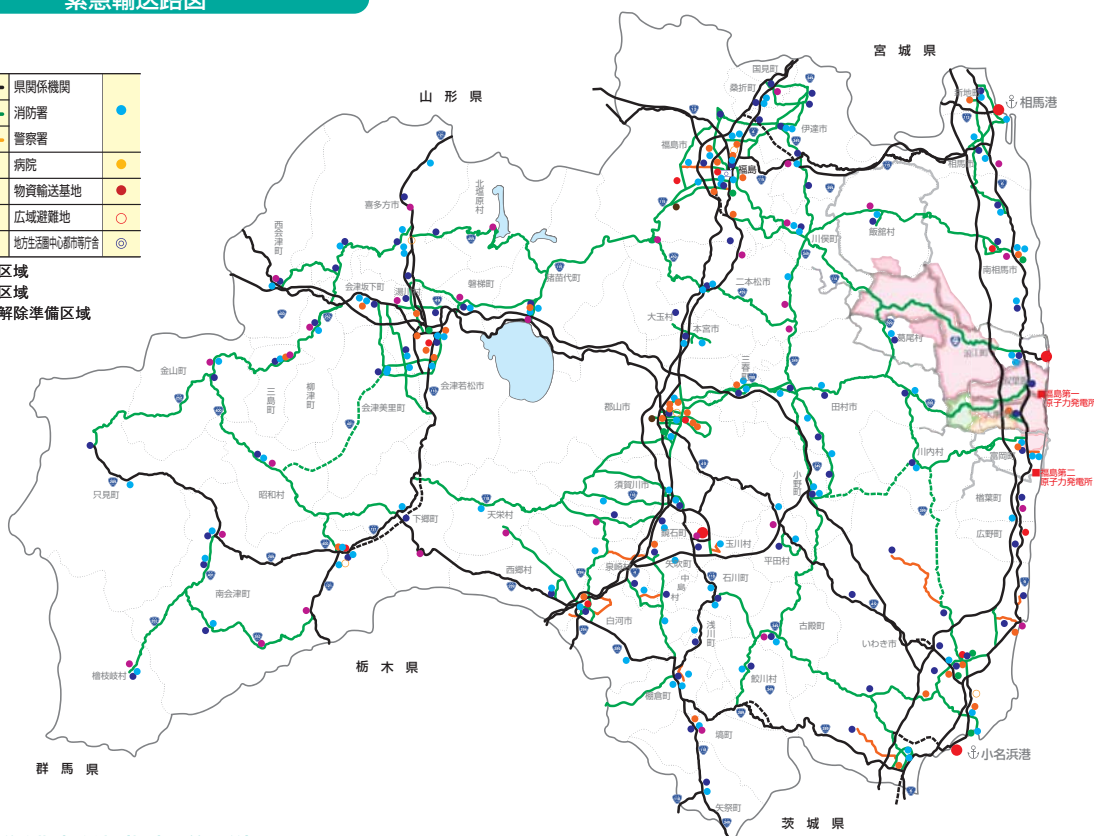 緊急輸送路図
県関係機関
消防署
警察署
病院
物資輸送基地
広域避難地
地方生活圏中心都市等庁舎
区域
区域
解除準備区域
宮城県
山形県
国見町
桑折町
伊達市
福島市
福島
新地町
相馬港
相馬市
北塩原村
喜多方市
西会津町
飯舘村
川俣町
南相馬市
会津坂下町
湯川村
磐梯町
猪苗代町
二本松市
大玉村
本宮市
葛尾村
浪江町
双葉町
三春町
金山町
三島町
柳津町
会津美里町
会津若松市
郡山市
田村市
福島第一
原子力発電所
川内村
富岡町
福島第二
原子力発電所
只見町
昭和村
須賀川市
小野町
楢葉町
下郷町
天栄村
鏡石町
玉川村
広野町
平田村
西郷村
泉崎村
矢吹町
中島村
石川町
南会津町
白河市
浅川町
古殿町
いわき市
檜枝岐村
栃木県
棚倉町
鮫川村
塙町
群馬県
小名浜港
矢祭町
茨城県